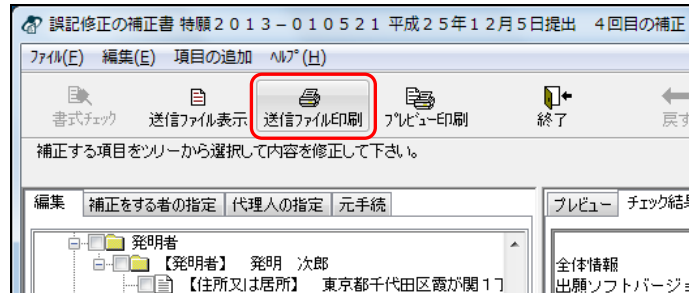 誤記修正の補正書 特願２０１３－０１０５２１ 平成２５年１２月５日提出 ４回目の補正
ﾌｧｲﾙ(F) 編集(E) 項目の追加 ﾍﾙﾌﾟ(H)
書式ﾁｪｯｸ 送信ﾌｧｲﾙ表示 送信ﾌｧｲﾙ印刷 ﾌﾟﾚﾋﾞｭｰ印刷 終了 戻す
補正する項目をツリーから選択して内容を修正して下さい。
編集 補正をする者の指定 代理人の指定 元手続 プレビュー チェック結果
発明者
【発明者】 発明 次郎
全体情報
【住所又は居所】 東京都千代田区霞が関１丁
出願ソフトバージョ